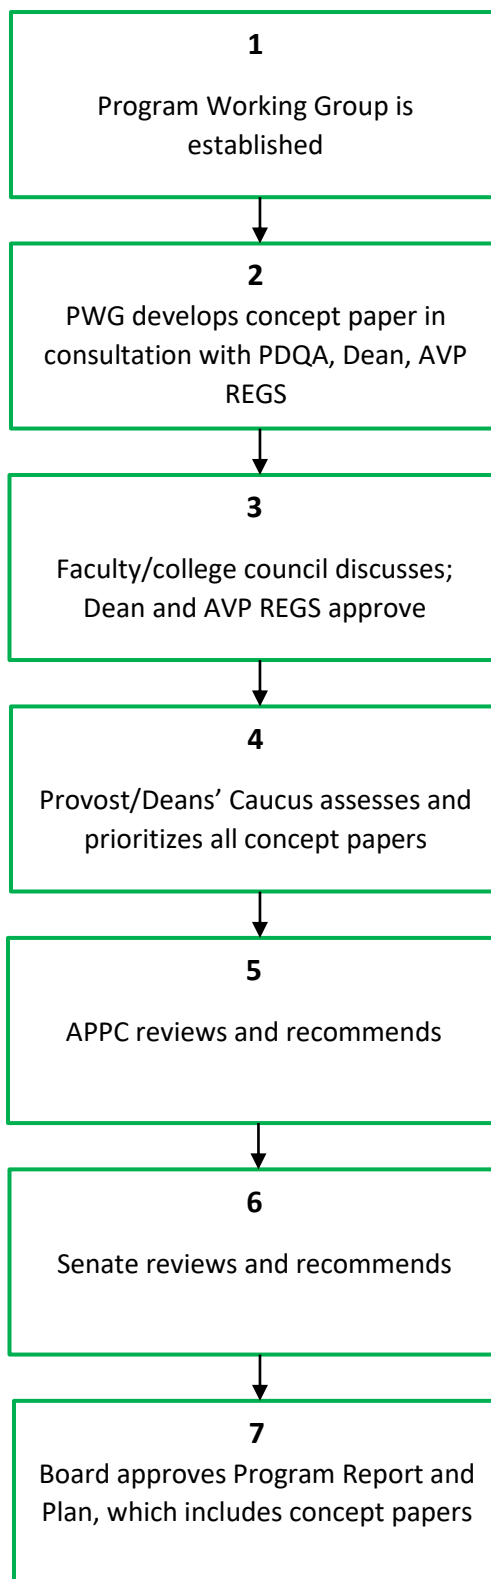 1
Program Working Group is
established
2
PWG develops concept paper in
consultation with PDQA, Dean, AVP
REGS
3
Faculty/college council discusses;
Dean and AVP REGS approve
4
Provost/Deans’ Caucus assesses and
prioritizes all concept papers
5
APPC reviews and recommends
6
Senate reviews and recommends
7
Board approves Program Report and
Plan, which includes concept papers